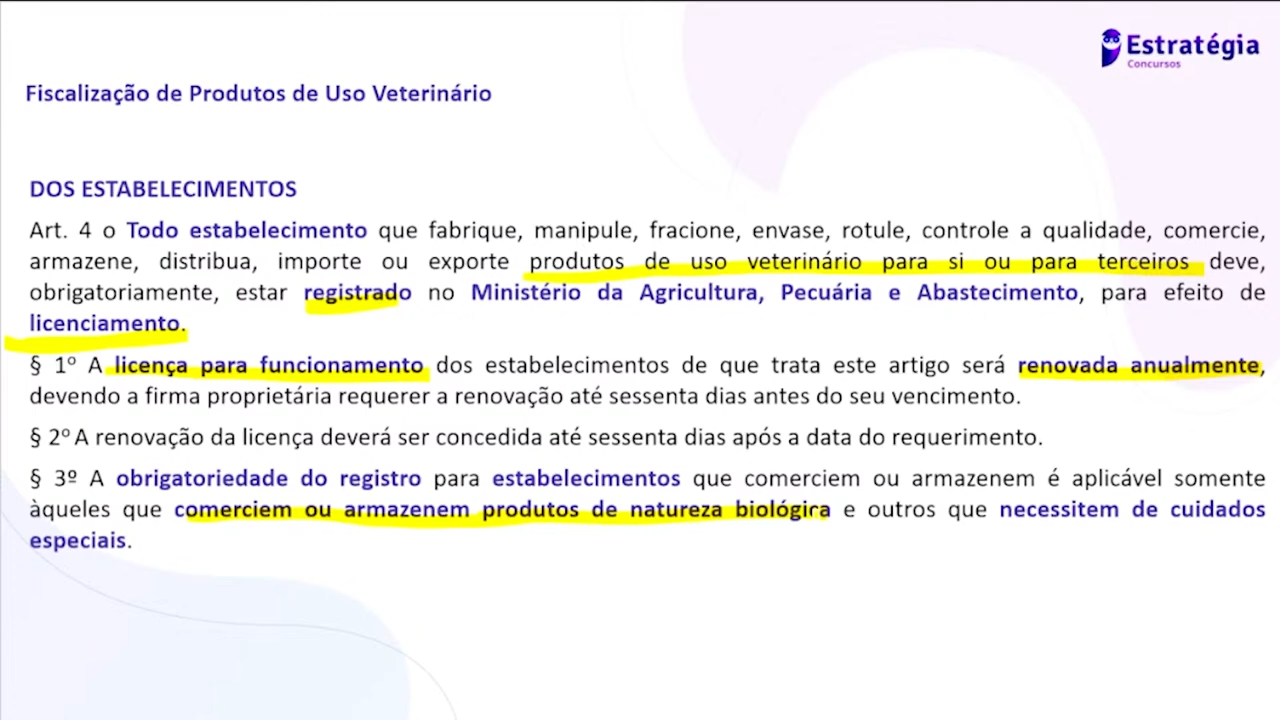 Estratégia
Concursos
Fiscalização de Produtos de Uso Veterinário
DOS ESTABELECIMENTOS
Art. 4 o Todo estabelecimento que fabrique, manipule, fracione, envase, rotule, controle a qualidade, comercie,
armazene, distribua, importe ou exporte produtos de uso veterinário para si ou para terceiros deve,
obrigatoriamente, estar registrado no Ministério da Agricultura, Pecuária e Abastecimento, para efeito de
licenciamento.
§ 1º A licença para funcionamento dos estabelecimentos de que trata este artigo será renovada anualmente,
devendo a firma proprietária requerer a renovação até sessenta dias antes do seu vencimento.
§ 2º A renovação da licença deverá ser concedida até sessenta dias após a data do requerimento.
§ 3º A obrigatoriedade do registro para estabelecimentos que comerciem ou armazenem é aplicável somente
àqueles que comerciem ou armazenem produtos de natureza biológica e outros que necessitem de cuidados
especiais.